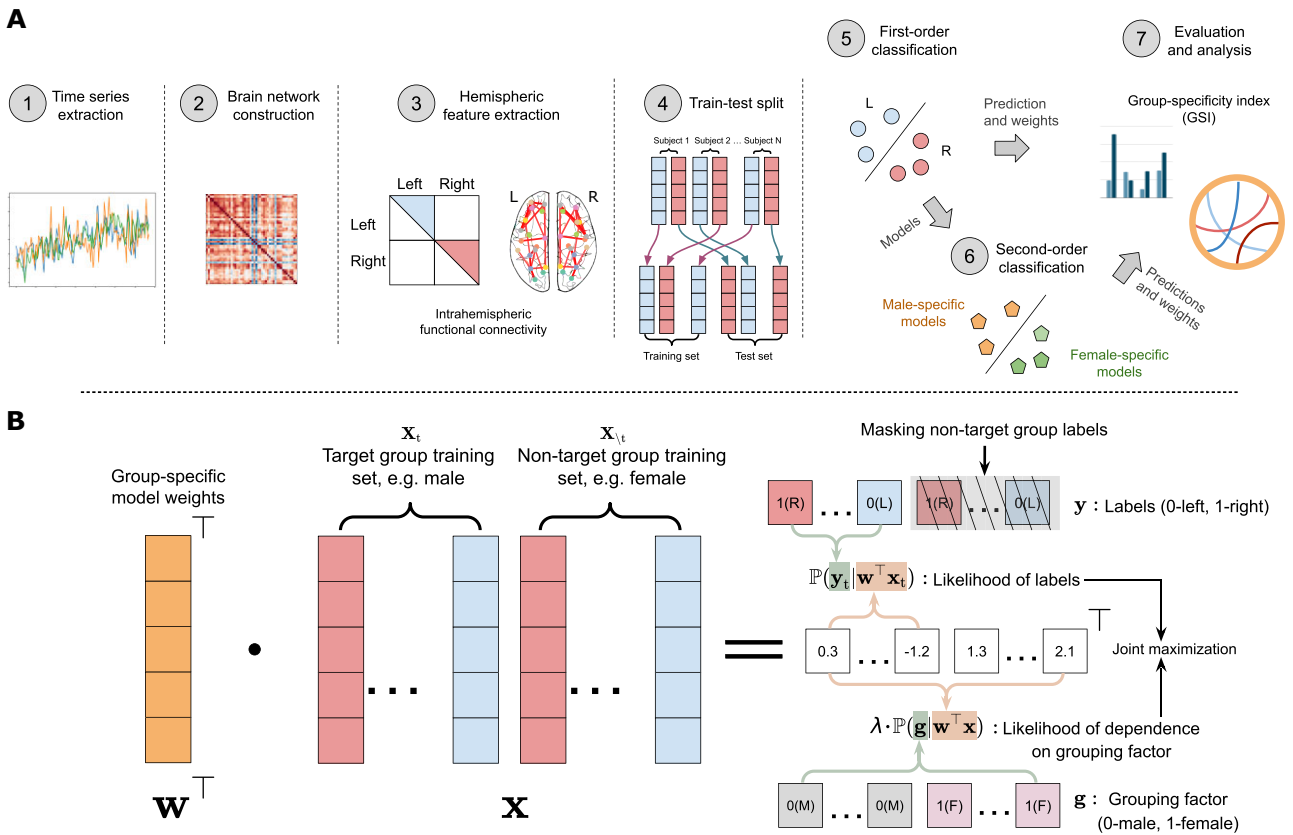 A
1
Time series
extraction
2
Brain network
construction
3
Hemispheric
feature extraction
Left Right
Left
Right
L R
Intrahemispheric
functional connectivity
4
Train-test split
Subject 1 Subject 2 ... Subject N
Training set Test set
5
First-order
classification
L
R
Prediction
and weights
Models
6
Second-order
classification
Male-specific
models
Female-specific
models
Predictions
and weights
7
Evaluation
and analysis
Group-specificity index
(GSI)
B
Group-specific
model weights
⊤
w⊤
x_t
Target group training
set, e.g. male
x_\t
Non-target group training
set, e.g. female
...
...
x
=
Masking non-target group labels
1(R) ... 0(L) 1(R) ... 0(L)
y : Labels (0-left, 1-right)
ℙ(y_t|w⊤x_t) : Likelihood of labels
0.3 ... -1.2 1.3 ... 2.1 ⊤
Joint maximization
λ·ℙ(g|w⊤x) : Likelihood of dependence
on grouping factor
0(M) ... 0(M) 1(F) ... 1(F)
g : Grouping factor
(0-male, 1-female)